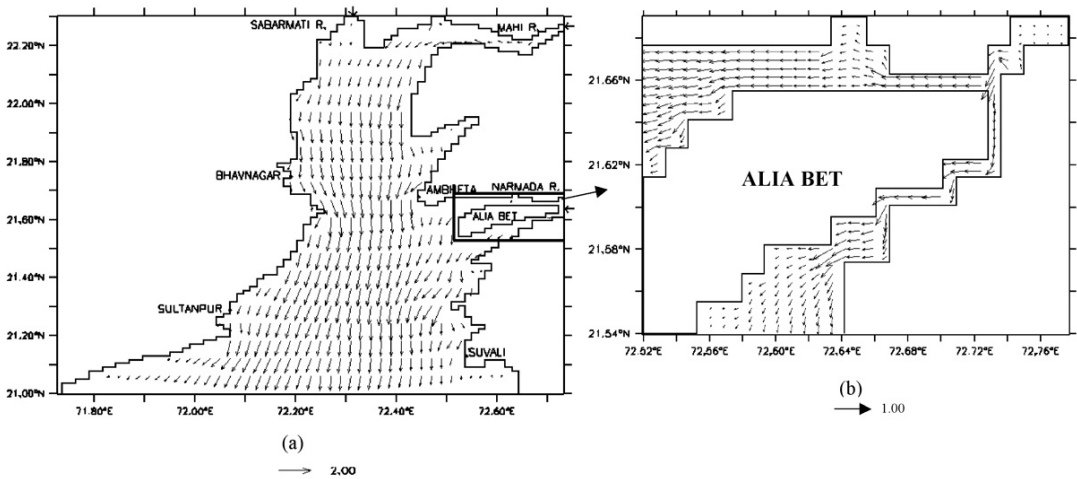 SABARMATI R.
MAHI R.
22.20°N
22.00°N
21.80°N
21.60°N
21.40°N
21.20°N
21.00°N
BHAVNAGAR
AMBHETA
NARMADA R.
ALIA BET
SULTANPUR
SUVALI
71.80°E
72.00°E
72.20°E
72.40°E
72.60°E
(a)
2.00
21.66°N
21.62°N
21.58°N
21.54°N
ALIA BET
72.52°E
72.56°E
72.60°E
72.64°E
72.68°E
72.72°E
72.76°E
(b)
1.00